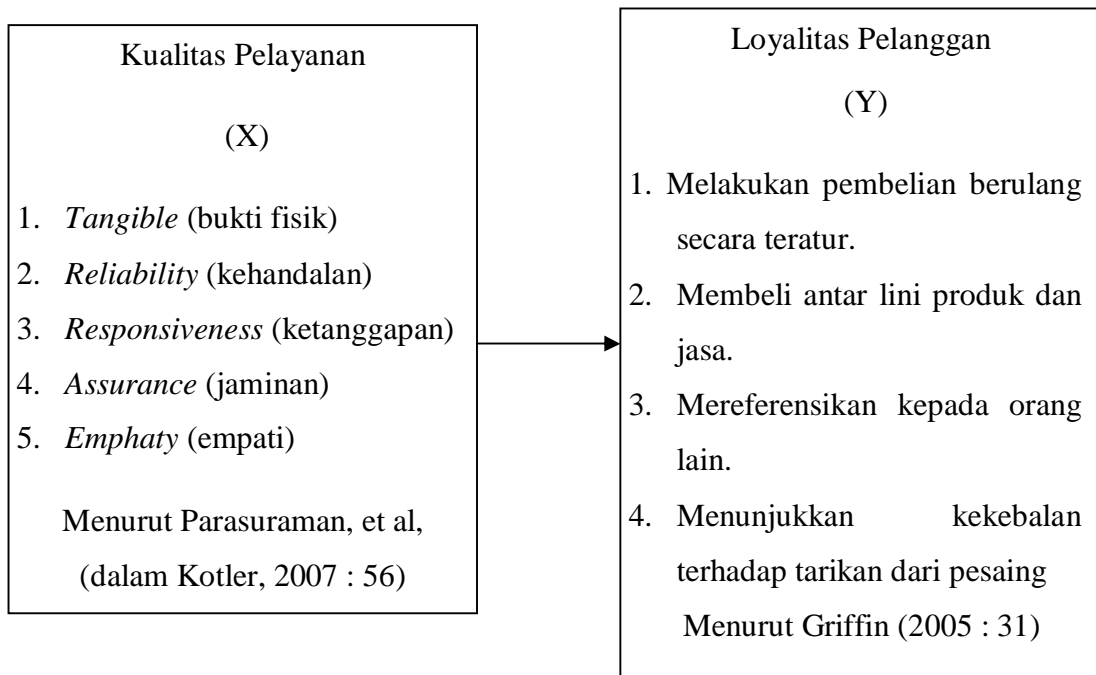 Kualitas Pelayanan
(X)
1. Tangible (bukti fisik)
2. Reliability (kehandalan)
3. Responsiveness (ketanggapan)
4. Assurance (jaminan)
5. Emphaty (empati)
Menurut Parasuraman, et al,
(dalam Kotler, 2007 : 56)
Loyalitas Pelanggan
(Y)
1. Melakukan pembelian berulang
secara teratur.
2. Membeli antar lini produk dan
jasa.
3. Mereferensikan kepada orang
lain.
4. Menunjukkan kekebalan
terhadap tarikan dari pesaing
Menurut Griffin (2005 : 31)